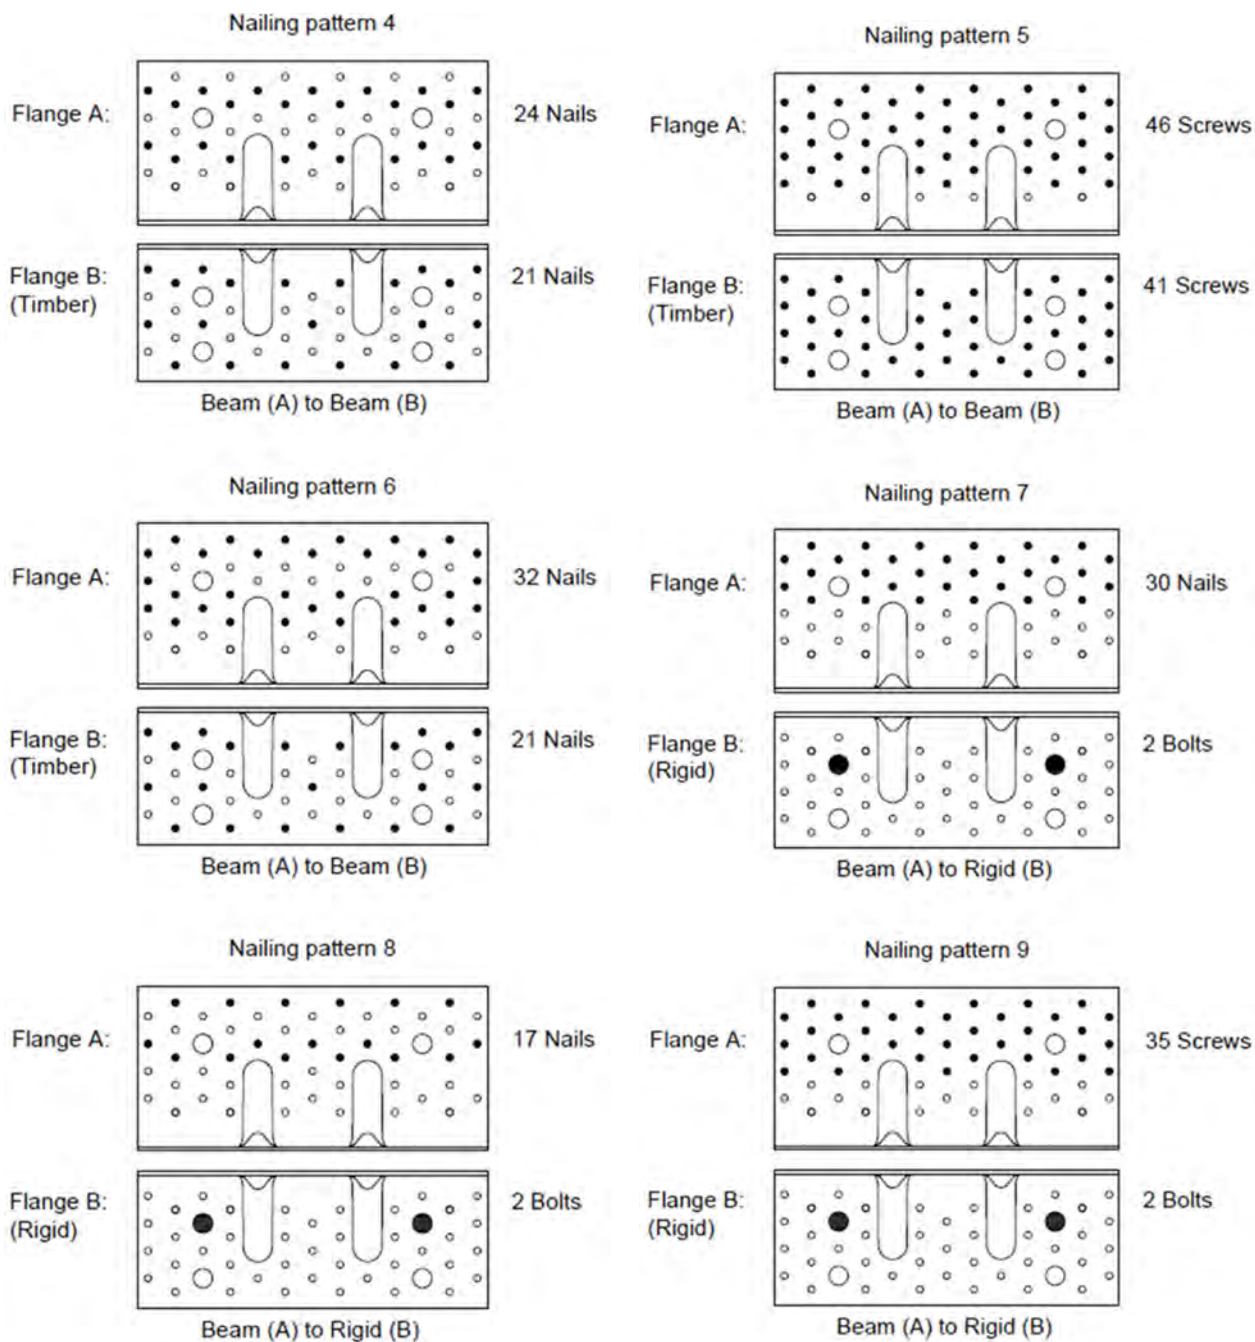 Nailing pattern 4
Flange A:
24 Nails
Flange B:
(Timber)
21 Nails
Beam (A) to Beam (B)
Nailing pattern 5
Flange A:
46 Screws
Flange B:
(Timber)
41 Screws
Beam (A) to Beam (B)
Nailing pattern 6
Flange A:
32 Nails
Flange B:
(Timber)
21 Nails
Beam (A) to Beam (B)
Nailing pattern 7
Flange A:
30 Nails
Flange B:
(Rigid)
2 Bolts
Beam (A) to Rigid (B)
Nailing pattern 8
Flange A:
17 Nails
Flange B:
(Rigid)
2 Bolts
Beam (A) to Rigid (B)
Nailing pattern 9
Flange A:
35 Screws
Flange B:
(Rigid)
2 Bolts
Beam (A) to Rigid (B)